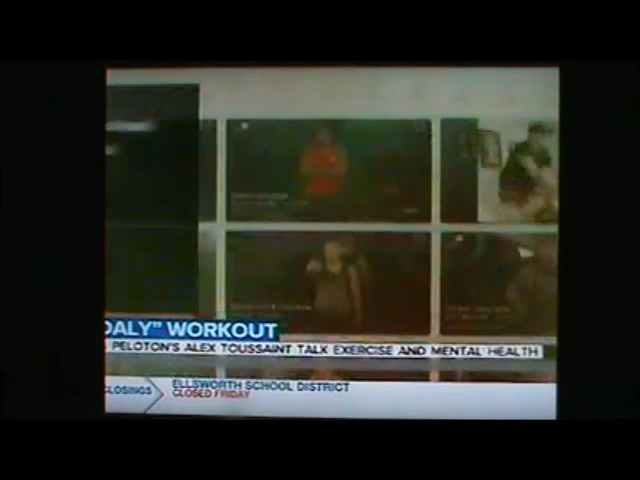 DALY" WORKOUT
PELOTON'S ALEX TOUSSAINT TALK EXERCISE AND MENTAL HEALTH
CLOSINGS
ELLSWORTH SCHOOL DISTRICT
CLOSED FRIDAY